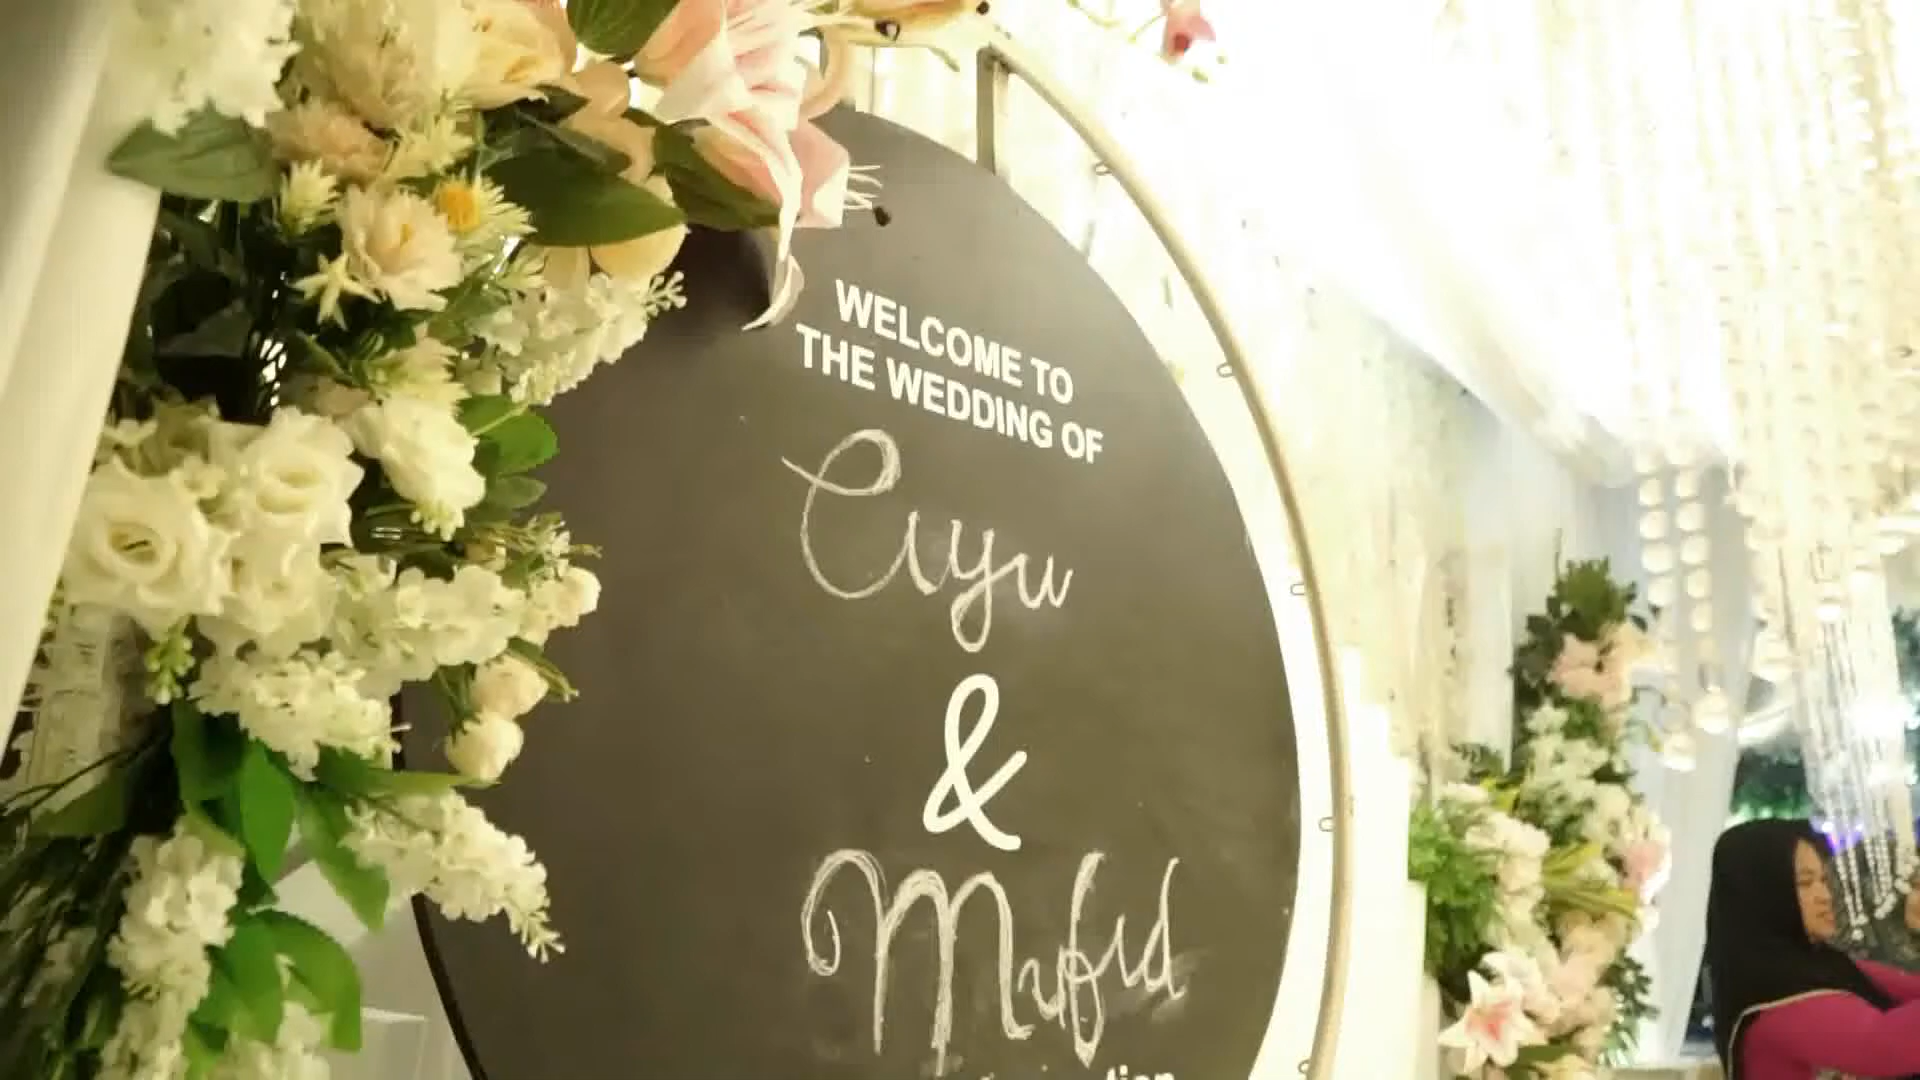 WELCOME TO
THE WEDDING OF
Ayu
&
Mufid